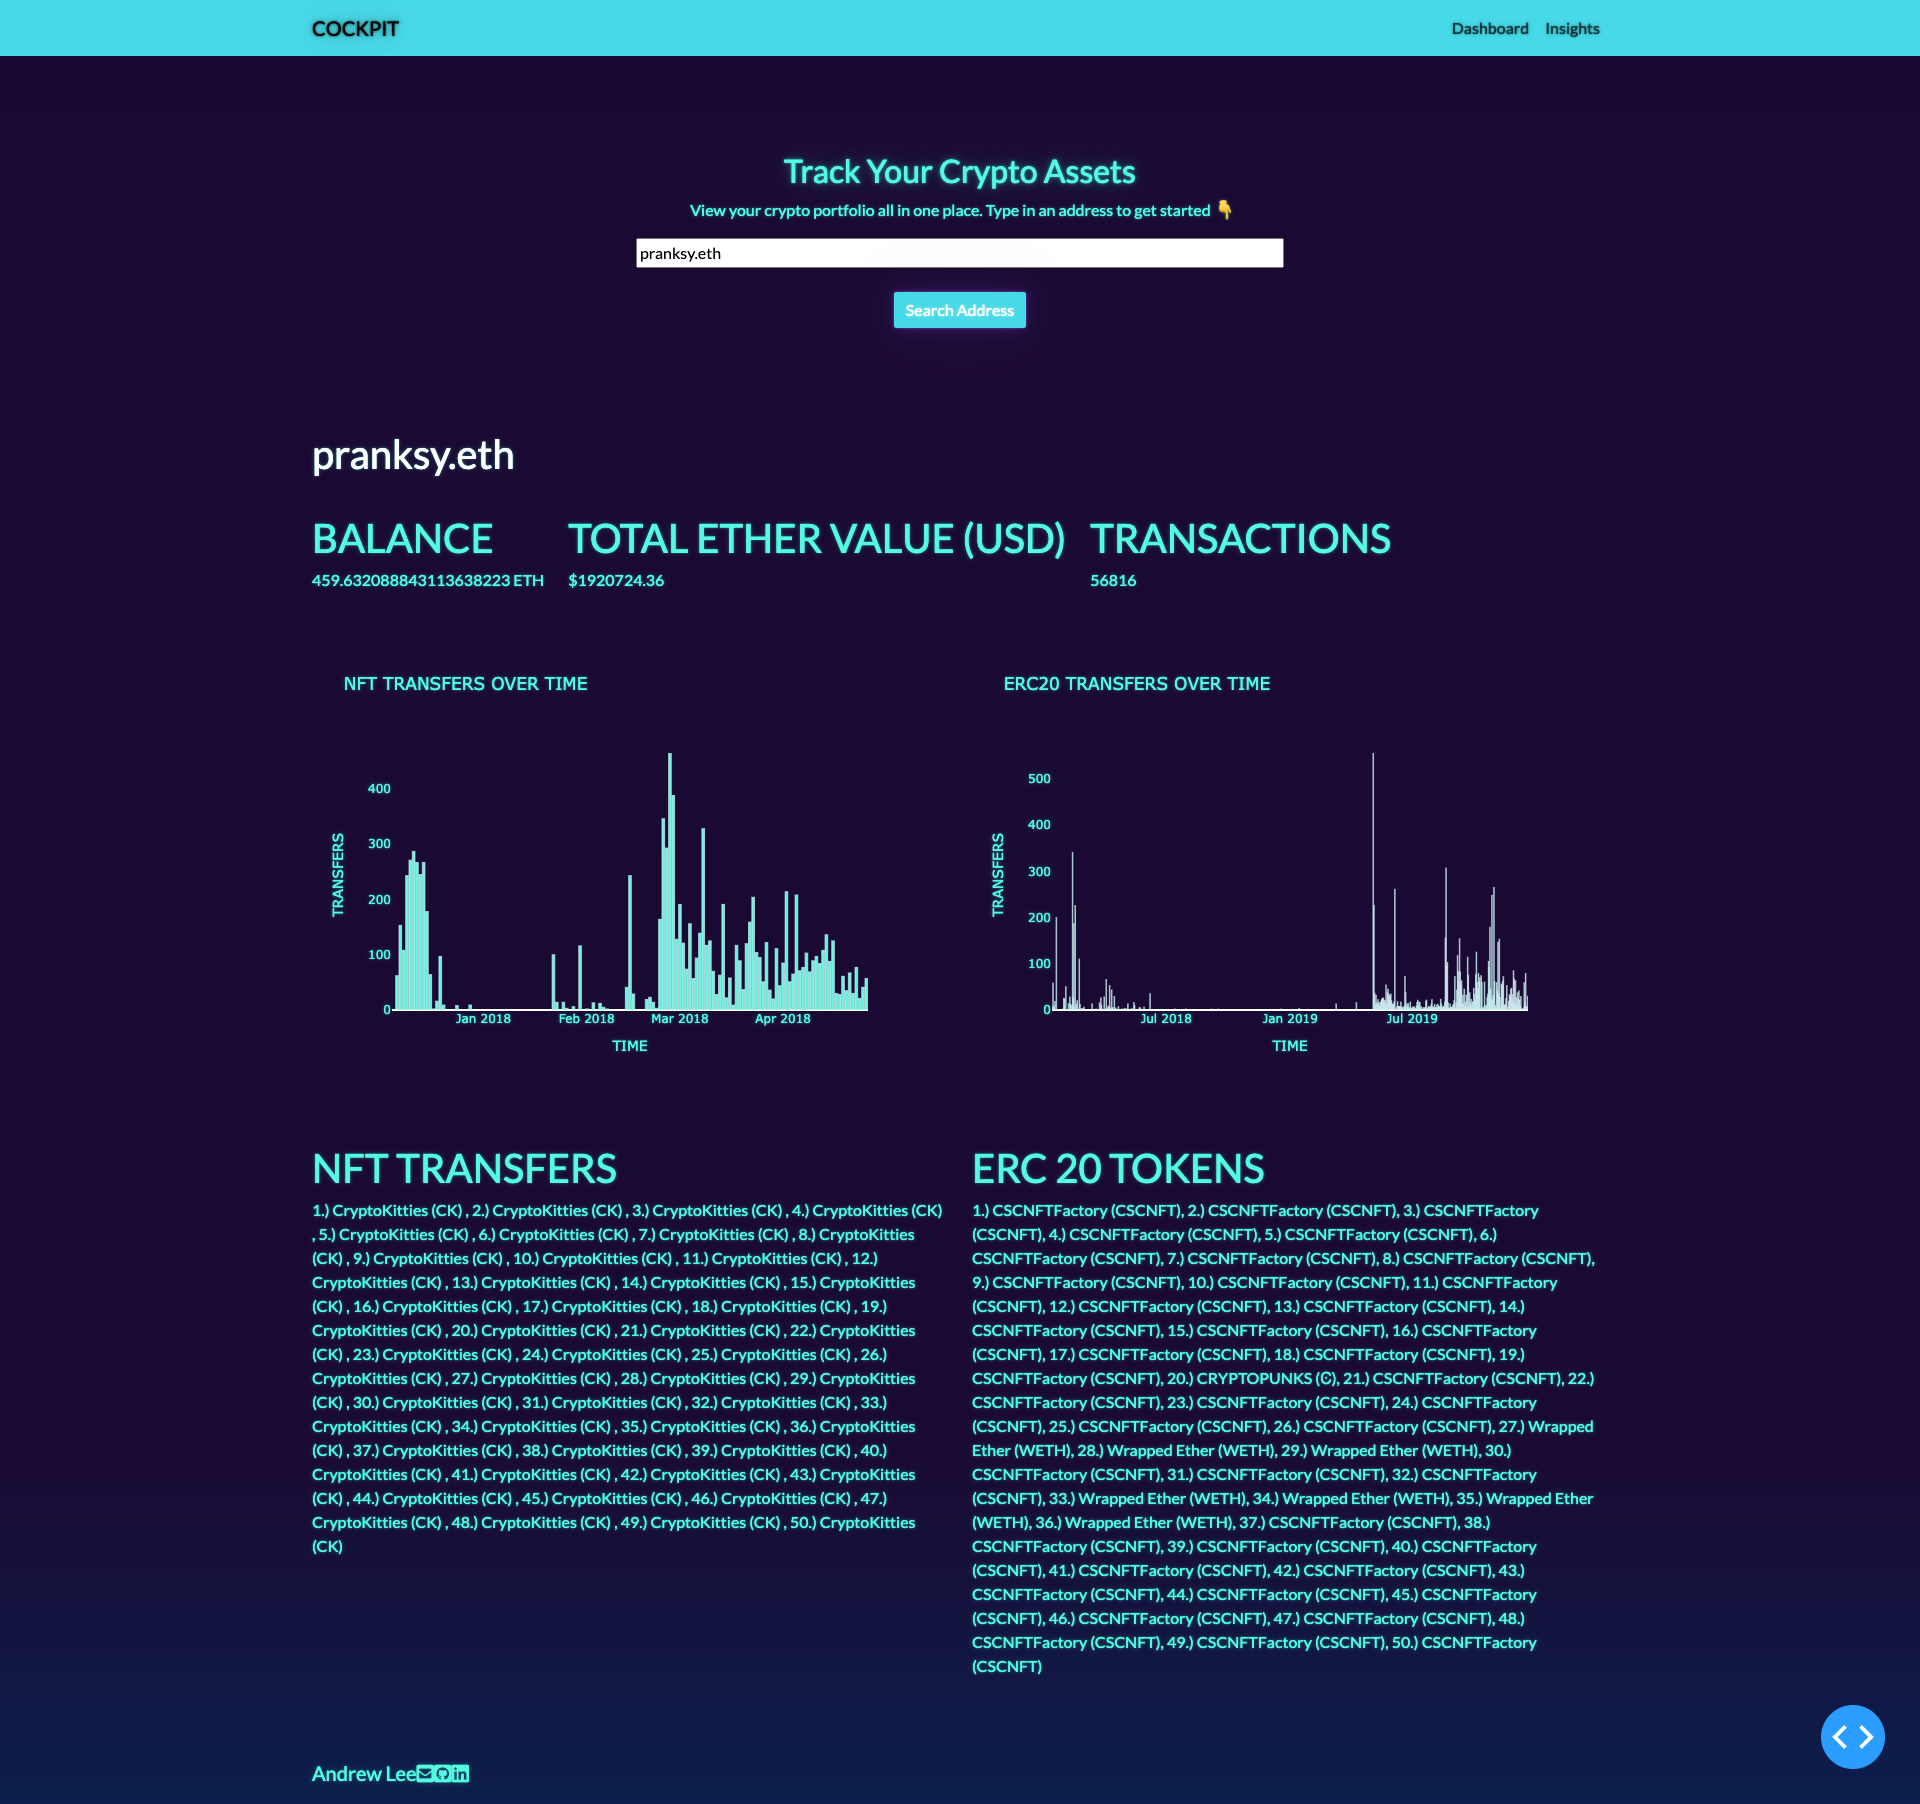 COCKPIT
Dashboard Insights
Track Your Crypto Assets
View your crypto portfolio all in one place. Type in an address to get started 👇
pranksy.eth
Search Address
pranksy.eth
BALANCE
459.632088843113638223 ETH
TOTAL ETHER VALUE (USD)
$1920724.36
TRANSACTIONS
56816
NFT TRANSFERS OVER TIME
TRANSFERS
400
300
200
100
0
Jan 2018 Feb 2018 Mar 2018 Apr 2018
TIME
ERC20 TRANSFERS OVER TIME
TRANSFERS
500
400
300
200
100
0
Jul 2018 Jan 2019 Jul 2019
TIME
NFT TRANSFERS
1.) CryptoKitties (CK) , 2.) CryptoKitties (CK) , 3.) CryptoKitties (CK) , 4.) CryptoKitties (CK)
, 5.) CryptoKitties (CK) , 6.) CryptoKitties (CK) , 7.) CryptoKitties (CK) , 8.) CryptoKitties
(CK) , 9.) CryptoKitties (CK) , 10.) CryptoKitties (CK) , 11.) CryptoKitties (CK) , 12.)
CryptoKitties (CK) , 13.) CryptoKitties (CK) , 14.) CryptoKitties (CK) , 15.) CryptoKitties
(CK) , 16.) CryptoKitties (CK) , 17.) CryptoKitties (CK) , 18.) CryptoKitties (CK) , 19.)
CryptoKitties (CK) , 20.) CryptoKitties (CK) , 21.) CryptoKitties (CK) , 22.) CryptoKitties
(CK) , 23.) CryptoKitties (CK) , 24.) CryptoKitties (CK) , 25.) CryptoKitties (CK) , 26.)
CryptoKitties (CK) , 27.) CryptoKitties (CK) , 28.) CryptoKitties (CK) , 29.) CryptoKitties
(CK) , 30.) CryptoKitties (CK) , 31.) CryptoKitties (CK) , 32.) CryptoKitties (CK) , 33.)
CryptoKitties (CK) , 34.) CryptoKitties (CK) , 35.) CryptoKitties (CK) , 36.) CryptoKitties
(CK) , 37.) CryptoKitties (CK) , 38.) CryptoKitties (CK) , 39.) CryptoKitties (CK) , 40.)
CryptoKitties (CK) , 41.) CryptoKitties (CK) , 42.) CryptoKitties (CK) , 43.) CryptoKitties
(CK) , 44.) CryptoKitties (CK) , 45.) CryptoKitties (CK) , 46.) CryptoKitties (CK) , 47.)
CryptoKitties (CK) , 48.) CryptoKitties (CK) , 49.) CryptoKitties (CK) , 50.) CryptoKitties
(CK)
ERC 20 TOKENS
1.) CSCNFTFactory (CSCNFT), 2.) CSCNFTFactory (CSCNFT), 3.) CSCNFTFactory
(CSCNFT), 4.) CSCNFTFactory (CSCNFT), 5.) CSCNFTFactory (CSCNFT), 6.)
CSCNFTFactory (CSCNFT), 7.) CSCNFTFactory (CSCNFT), 8.) CSCNFTFactory (CSCNFT),
9.) CSCNFTFactory (CSCNFT), 10.) CSCNFTFactory (CSCNFT), 11.) CSCNFTFactory
(CSCNFT), 12.) CSCNFTFactory (CSCNFT), 13.) CSCNFTFactory (CSCNFT), 14.)
CSCNFTFactory (CSCNFT), 15.) CSCNFTFactory (CSCNFT), 16.) CSCNFTFactory
(CSCNFT), 17.) CSCNFTFactory (CSCNFT), 18.) CSCNFTFactory (CSCNFT), 19.)
CSCNFTFactory (CSCNFT), 20.) CRYPTOPUNKS (Ͼ), 21.) CSCNFTFactory (CSCNFT), 22.)
CSCNFTFactory (CSCNFT), 23.) CSCNFTFactory (CSCNFT), 24.) CSCNFTFactory
(CSCNFT), 25.) CSCNFTFactory (CSCNFT), 26.) CSCNFTFactory (CSCNFT), 27.) Wrapped
Ether (WETH), 28.) Wrapped Ether (WETH), 29.) Wrapped Ether (WETH), 30.)
CSCNFTFactory (CSCNFT), 31.) CSCNFTFactory (CSCNFT), 32.) CSCNFTFactory
(CSCNFT), 33.) Wrapped Ether (WETH), 34.) Wrapped Ether (WETH), 35.) Wrapped Ether
(WETH), 36.) Wrapped Ether (WETH), 37.) CSCNFTFactory (CSCNFT), 38.)
CSCNFTFactory (CSCNFT), 39.) CSCNFTFactory (CSCNFT), 40.) CSCNFTFactory
(CSCNFT), 41.) CSCNFTFactory (CSCNFT), 42.) CSCNFTFactory (CSCNFT), 43.)
CSCNFTFactory (CSCNFT), 44.) CSCNFTFactory (CSCNFT), 45.) CSCNFTFactory
(CSCNFT), 46.) CSCNFTFactory (CSCNFT), 47.) CSCNFTFactory (CSCNFT), 48.)
CSCNFTFactory (CSCNFT), 49.) CSCNFTFactory (CSCNFT), 50.) CSCNFTFactory
(CSCNFT)
Andrew Lee